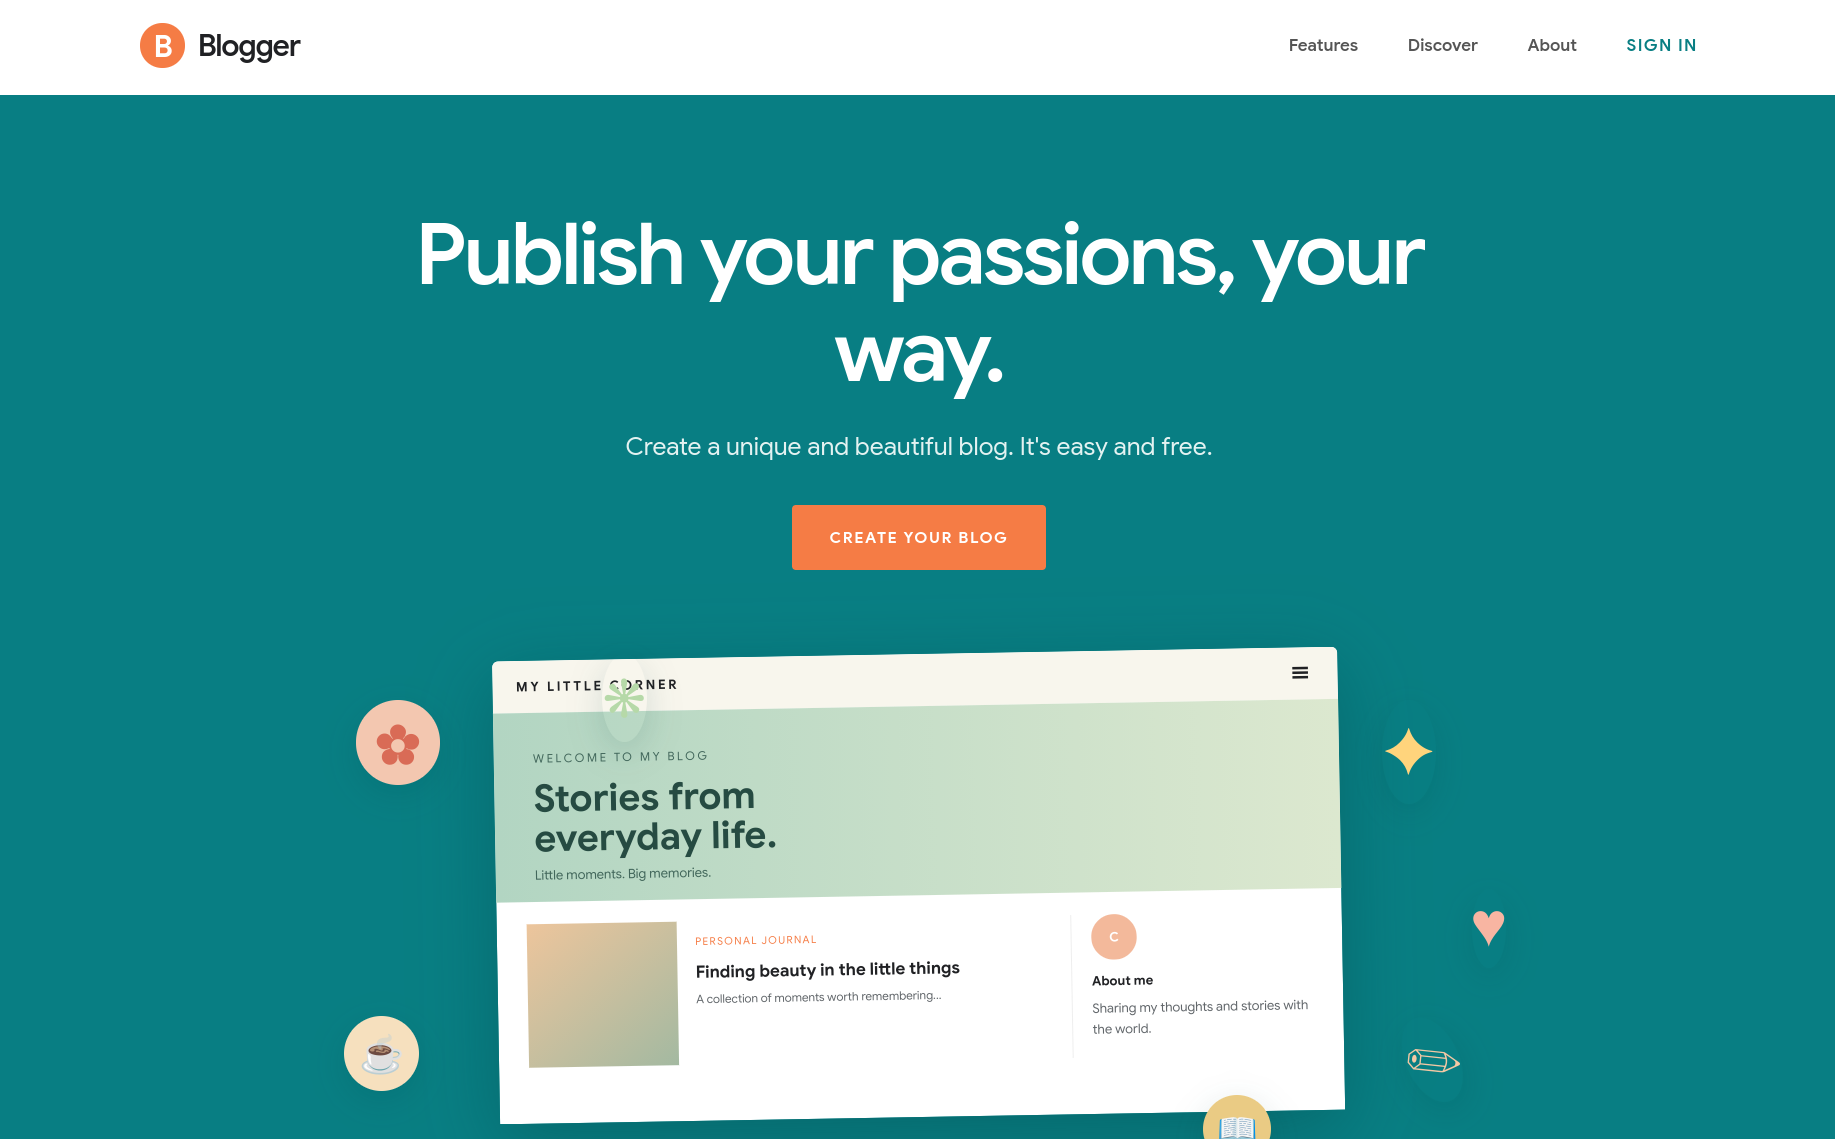 B Blogger
Features Discover About SIGN IN
Publish your passions, your
way.
Create a unique and beautiful blog. It's easy and free.
CREATE YOUR BLOG
MY LITTLE CORNER
WELCOME TO MY BLOG
Stories from
everyday life.
Little moments. Big memories.
PERSONAL JOURNAL
Finding beauty in the little things
A collection of moments worth remembering...
C
About me
Sharing my thoughts and stories with
the world.